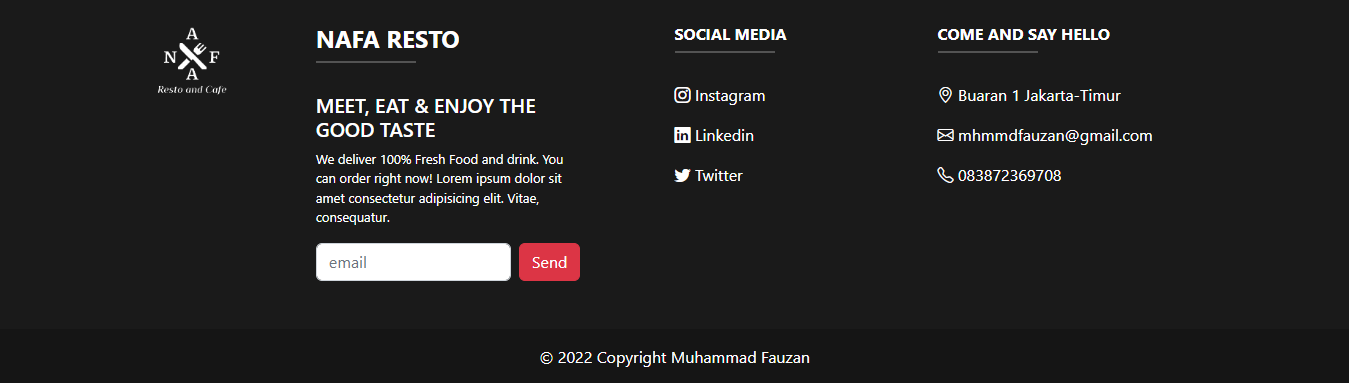 A
N F
A
Resto and Cafe
NAFA RESTO
MEET, EAT & ENJOY THE
GOOD TASTE
We deliver 100% Fresh Food and drink. You
can order right now! Lorem ipsum dolor sit
amet consectetur adipisicing elit. Vitae,
consequatur.
email
Send
SOCIAL MEDIA
Instagram
Linkedin
Twitter
COME AND SAY HELLO
Buaran 1 Jakarta-Timur
mhmmdfauzan@gmail.com
083872369708
© 2022 Copyright Muhammad Fauzan